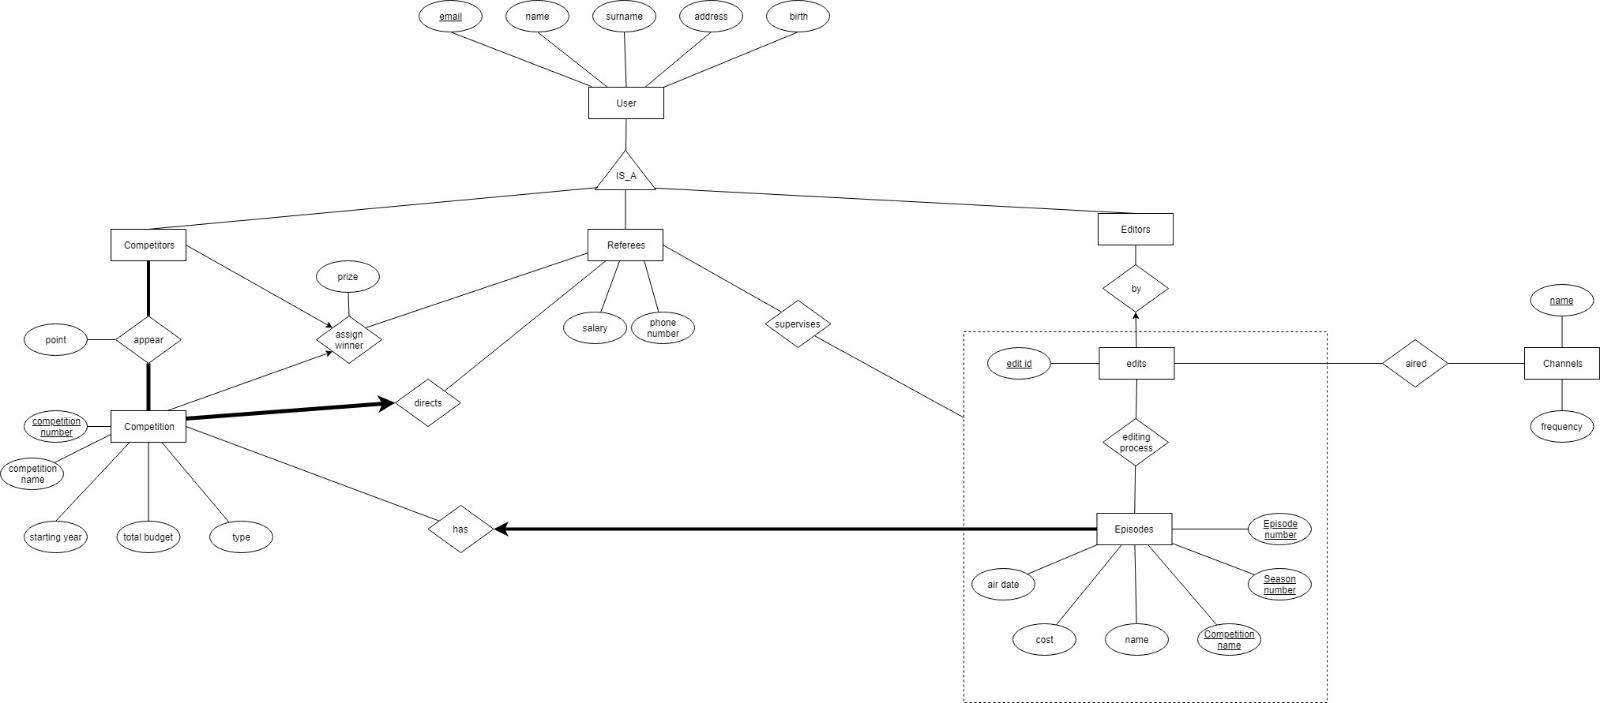 email
name
surname
address
birth
User
IS_A
Competitors
Referees
Editors
prize
by
name
point
appear
assign
winner
salary
phone
number
supervises
edit id
edits
aired
Channels
directs
competition
number
Competition
frequency
editing
process
competition
name
starting year
total budget
type
has
Episodes
Episode
number
air date
Season
number
cost
name
Competition
name